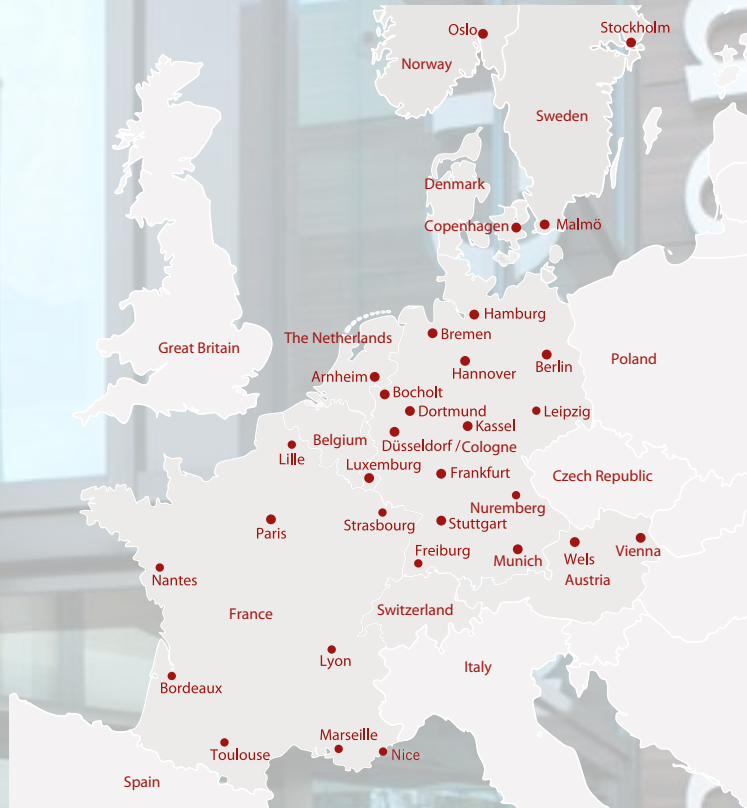 Oslo
Stockholm
Norway
Sweden
Denmark
Copenhagen
Malmö
Hamburg
The Netherlands
Bremen
Great Britain
Hannover
Berlin
Poland
Arnheim
Bocholt
Dortmund
Leipzig
Kassel
Belgium
Düsseldorf / Cologne
Lille
Luxemburg
Frankfurt
Czech Republic
Nuremberg
Paris
Strasbourg
Stuttgart
Freiburg
Munich
Wels
Vienna
Nantes
Austria
France
Switzerland
Lyon
Italy
Bordeaux
Marseille
Toulouse
Nice
Spain